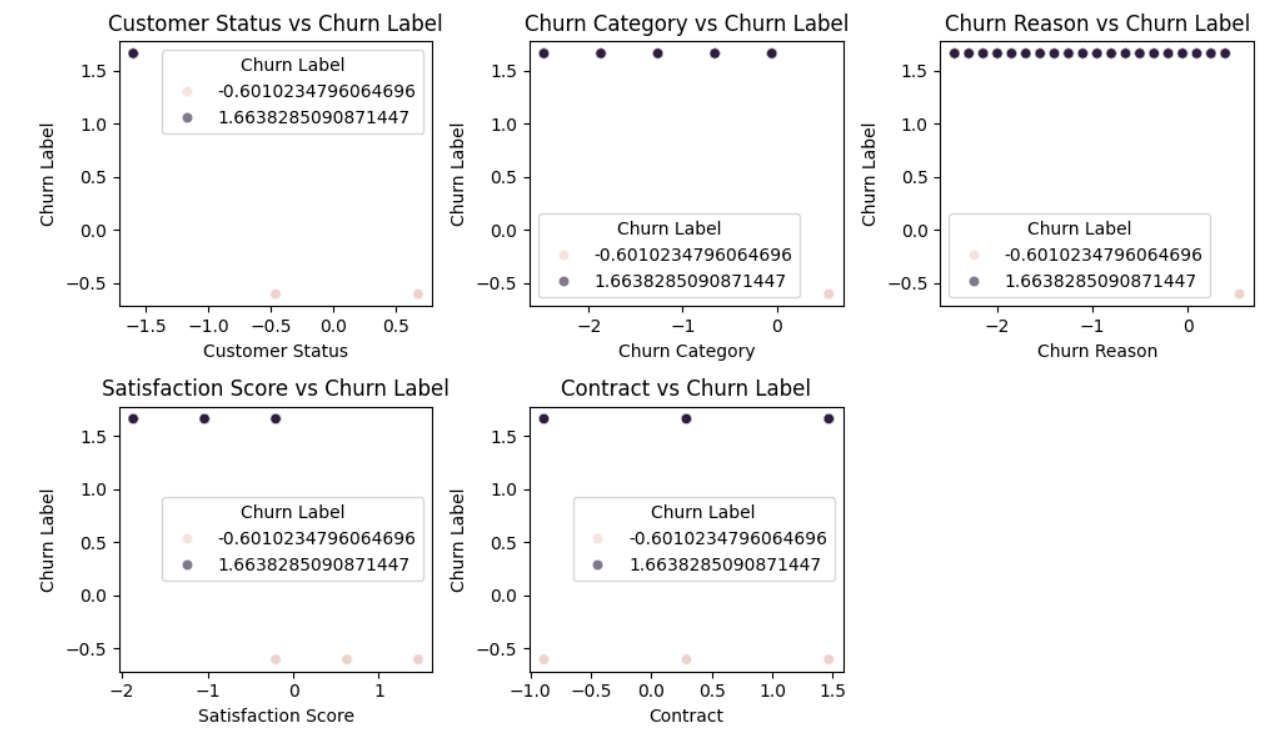 Customer Status vs Churn Label
Churn Label
1.5
1.0
0.5
0.0
−0.5
Churn Label
-0.6010234796064696
1.6638285090871447
−1.5 −1.0 −0.5 0.0 0.5
Customer Status
Churn Category vs Churn Label
Churn Label
1.5
1.0
0.5
0.0
−0.5
Churn Label
-0.6010234796064696
1.6638285090871447
−2 −1 0
Churn Category
Churn Reason vs Churn Label
Churn Label
1.5
1.0
0.5
0.0
−0.5
Churn Label
-0.6010234796064696
1.6638285090871447
−2 −1 0
Churn Reason
Satisfaction Score vs Churn Label
Churn Label
1.5
1.0
0.5
0.0
−0.5
Churn Label
-0.6010234796064696
1.6638285090871447
−2 −1 0 1
Satisfaction Score
Contract vs Churn Label
Churn Label
1.5
1.0
0.5
0.0
−0.5
Churn Label
-0.6010234796064696
1.6638285090871447
−1.0 −0.5 0.0 0.5 1.0 1.5
Contract